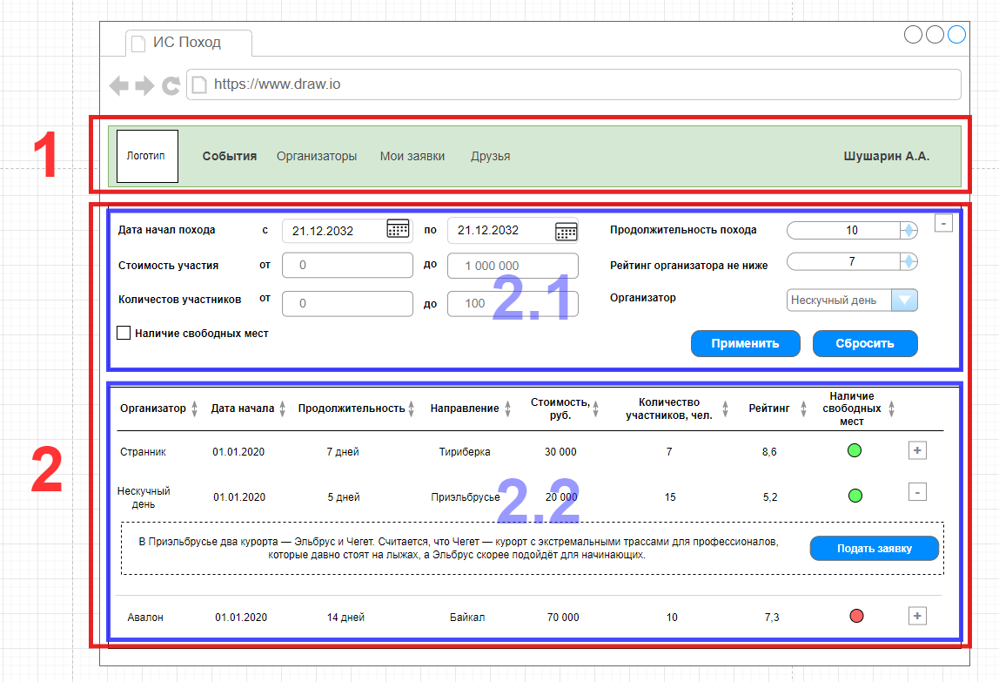 ИС Поход
https://www.draw.io
1
Логотип
События Организаторы Мои заявки Друзья Шушарин А.А.
Дата начал похода с 21.12.2032 по 21.12.2032 Продолжительность похода 10 -
Стоимость участия от 0 до 1 000 000 Рейтинг организатора не ниже 7
2.1
Количестов участников от 0 до 100 Организатор Нескучный день
Наличие свободных мест
Применить Сбросить
2
Организатор Дата начала Продолжительность Направление Стоимость, руб. Количество участников, чел. Рейтинг Наличие свободных мест
Странник 01.01.2020 7 дней Тириберка 30 000 7 8,6 +
2.2
Нескучный день 01.01.2020 5 дней Приэльбрусье 20 000 15 5,2 -
В Приэльбрусье два курорта — Эльбрус и Чегет. Считается, что Чегет — курорт с экстремальными трассами для профессионалов,
которые давно стоят на лыжах, а Эльбрус скорее подойдёт для начинающих.
Подать заявку
Авалон 01.01.2020 14 дней Байкал 70 000 10 7,3 +